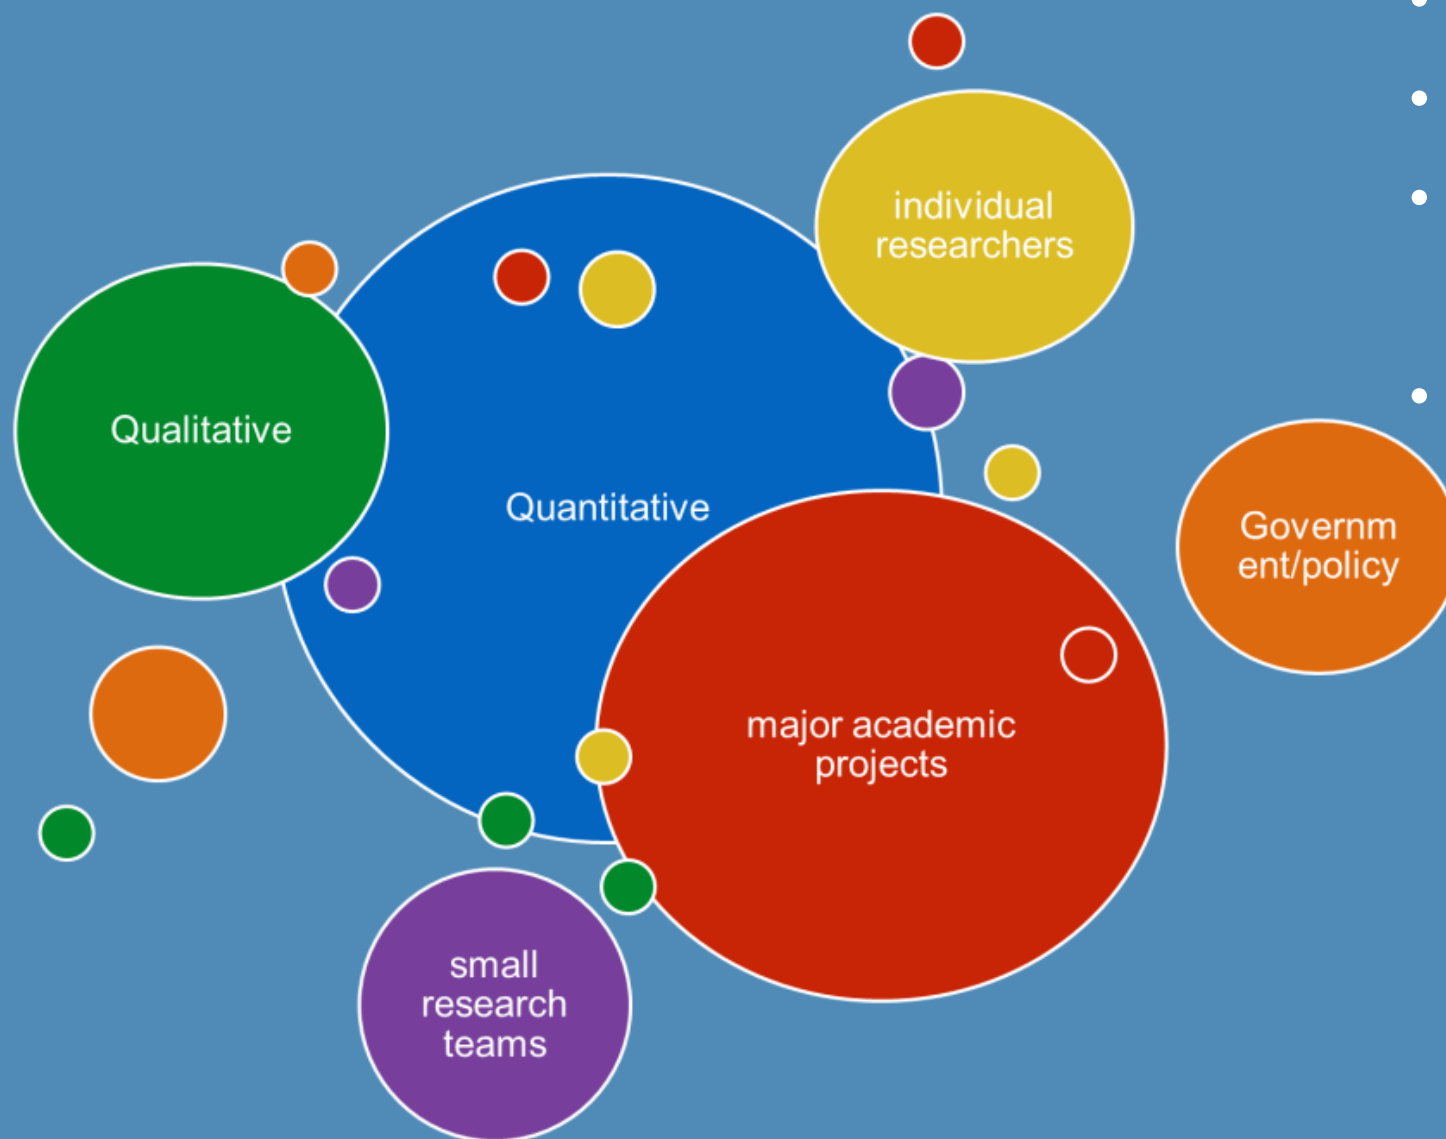 individual
researchers
Qualitative
Quantitative
Governm
ent/policy
major academic
projects
small
research
teams